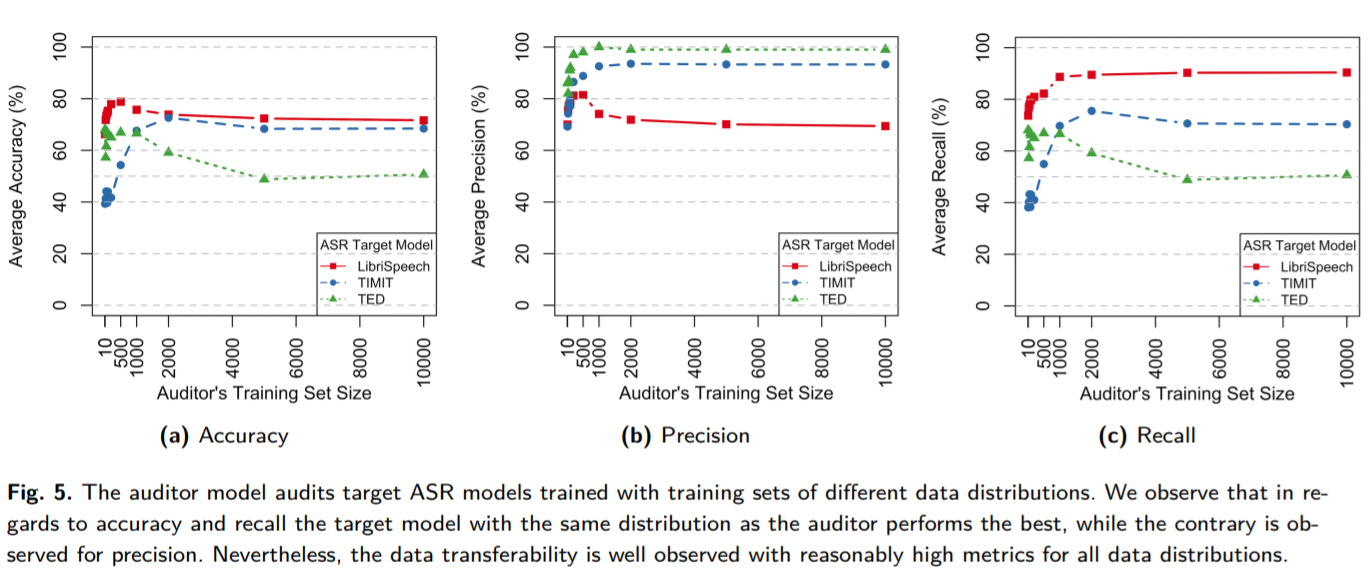 Average Accuracy (%)
100
80
60
40
20
0
ASR Target Model
LibriSpeech
TIMIT
TED
10
500
1000
2000
4000
6000
8000
10000
Auditor's Training Set Size
(a) Accuracy
Average Precision (%)
100
80
60
40
20
0
ASR Target Model
LibriSpeech
TIMIT
TED
10
500
1000
2000
4000
6000
8000
10000
Auditor's Training Set Size
(b) Precision
Average Recall (%)
100
80
60
40
20
0
ASR Target Model
LibriSpeech
TIMIT
TED
10
500
1000
2000
4000
6000
8000
10000
Auditor's Training Set Size
(c) Recall
Fig. 5. The auditor model audits target ASR models trained with training sets of different data distributions. We observe that in re-
gards to accuracy and recall the target model with the same distribution as the auditor performs the best, while the contrary is ob-
served for precision. Nevertheless, the data transferability is well observed with reasonably high metrics for all data distributions.